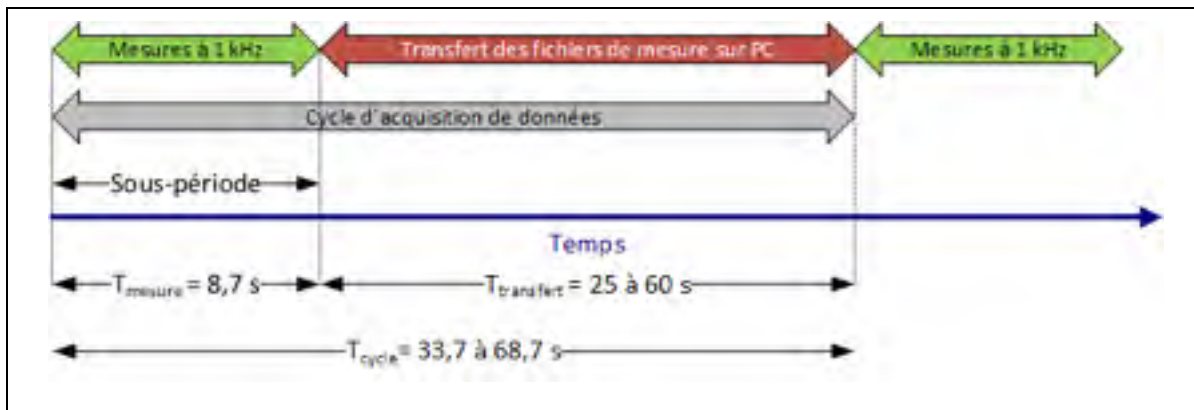 Mesures à 1 kHz Transfert des fichiers de mesure sur PC Mesures à 1 kHz
Cycle d'acquisition de données
Sous-période
Temps
Tmesure = 8,7 s Ttransfert = 25 à 60 s
Tcycle= 33,7 à 68,7 s